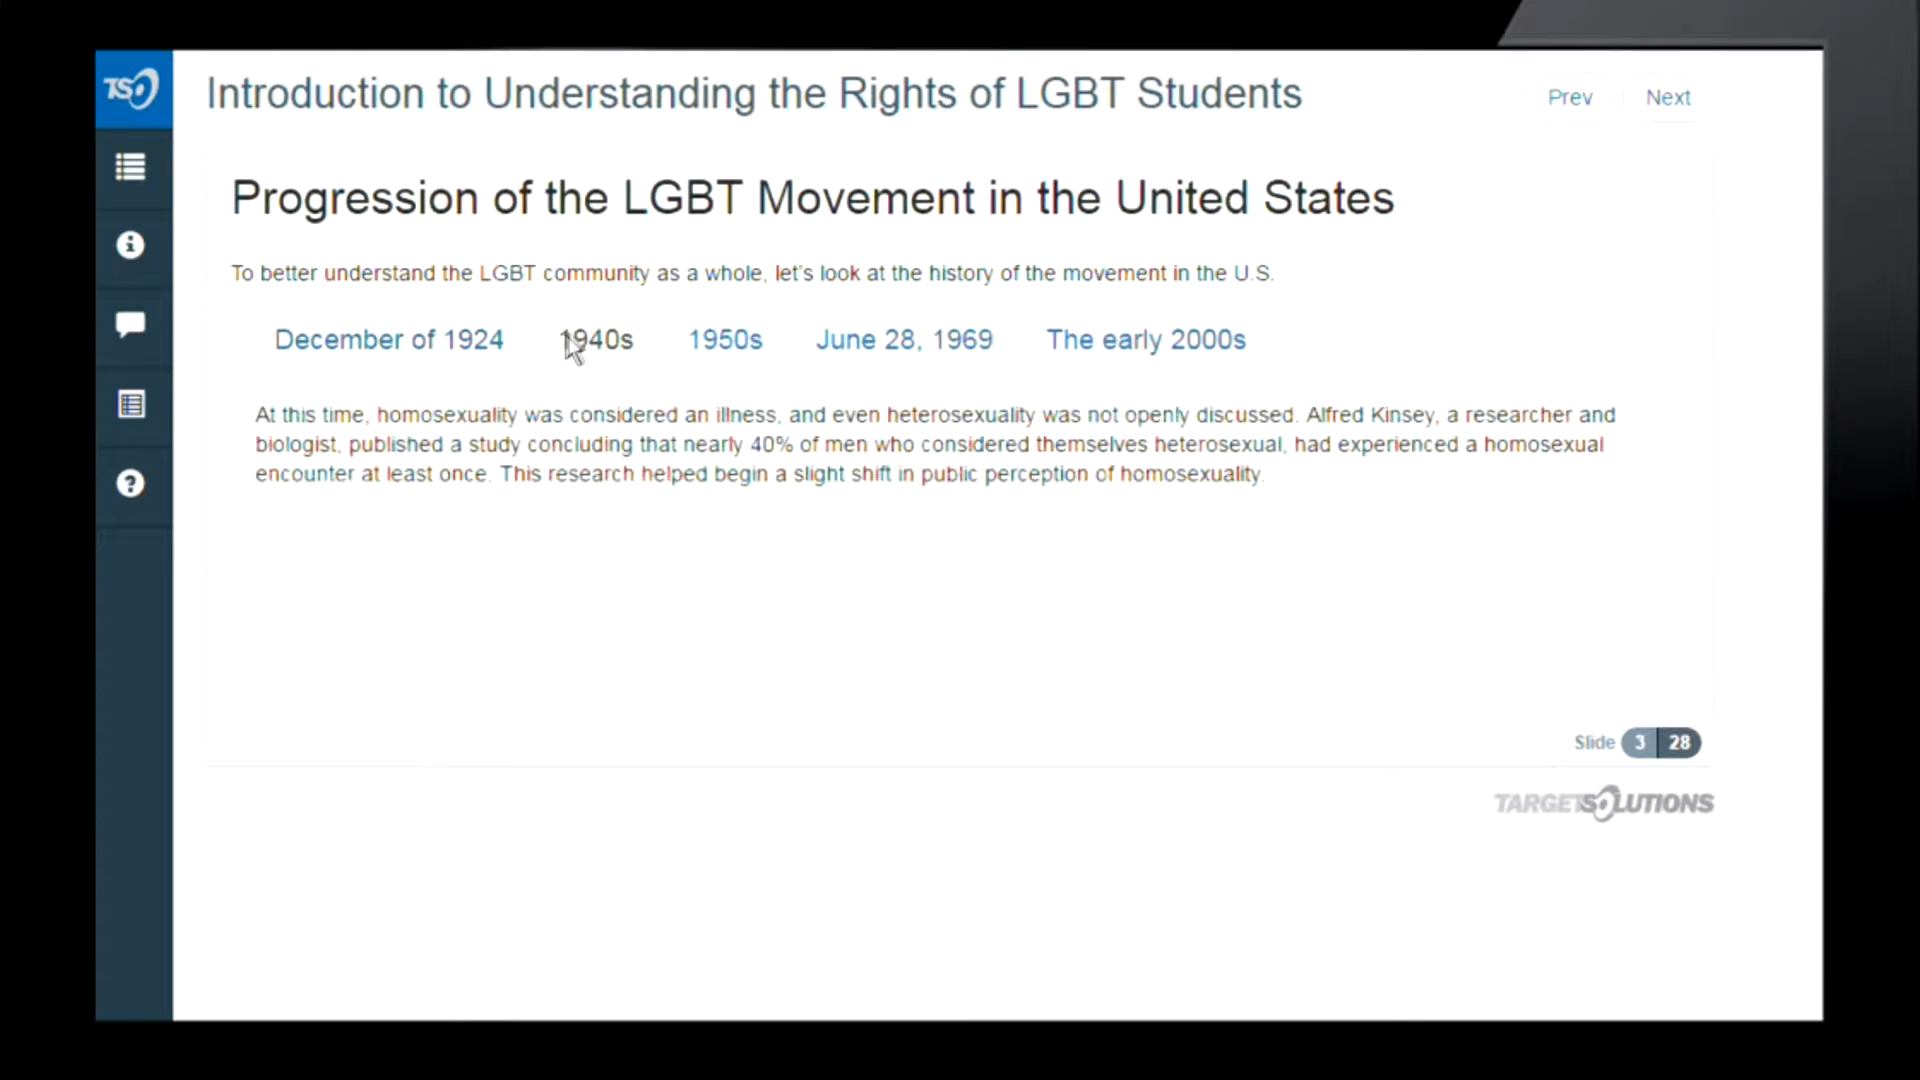 TSO
Introduction to Understanding the Rights of LGBT Students
Prev Next
Progression of the LGBT Movement in the United States
To better understand the LGBT community as a whole, let's look at the history of the movement in the U.S.
December of 1924 1940s 1950s June 28, 1969 The early 2000s
At this time, homosexuality was considered an illness, and even heterosexuality was not openly discussed. Alfred Kinsey, a researcher and
biologist, published a study concluding that nearly 40% of men who considered themselves heterosexual, had experienced a homosexual
encounter at least once. This research helped begin a slight shift in public perception of homosexuality.
Slide 3 28
TARGETSOLUTIONS